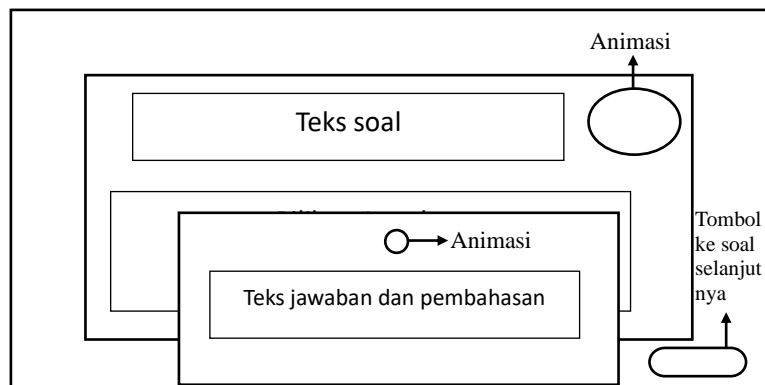 Animasi
Teks soal
Animasi
Teks jawaban dan pembahasan
Tombol
ke soal
selanjut
nya